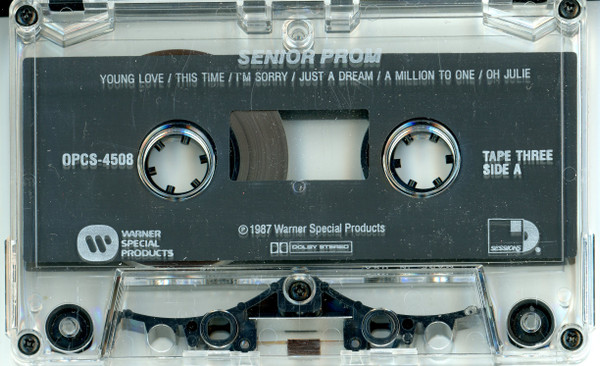 SENIOR PROM
YOUNG LOVE / THIS TIME / I'M SORRY / JUST A DREAM / A MILLION TO ONE / OH JULIE
OPCS-4508
TAPE THREE
SIDE A
WARNER
SPECIAL
PRODUCTS
℗ 1987 Warner Special Products
DOLBY STEREO
SESSIONS